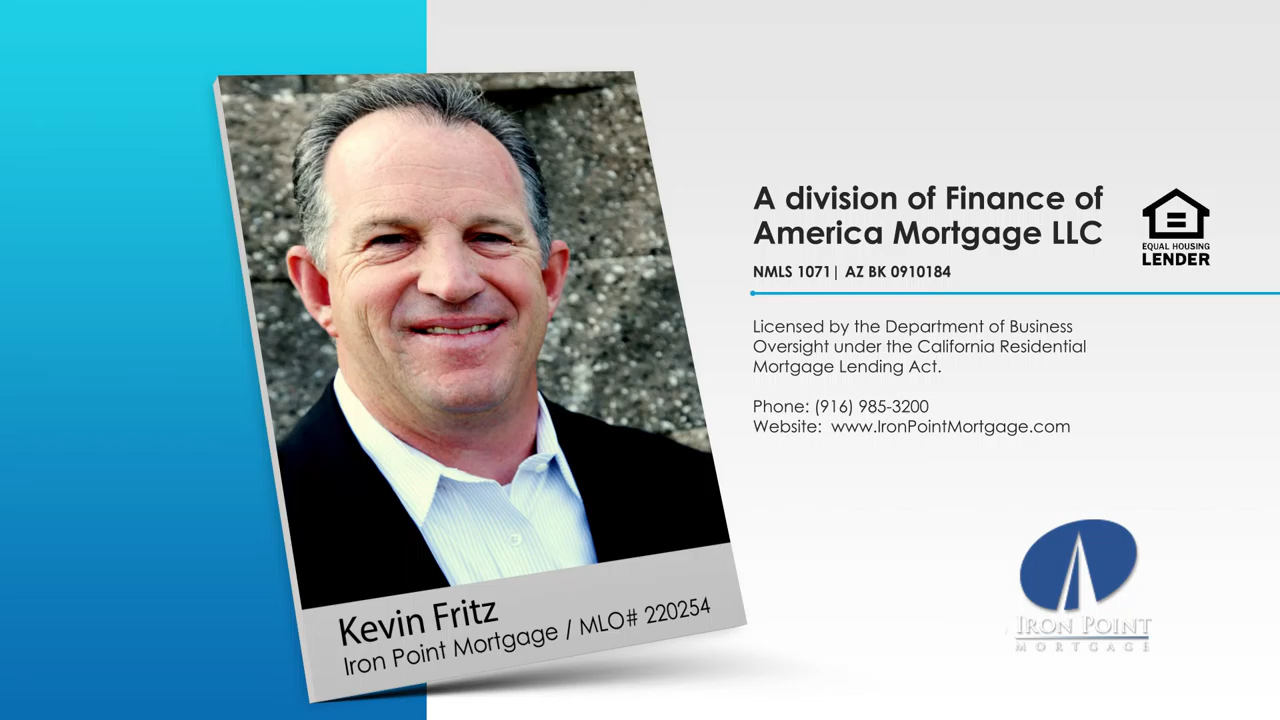 A division of Finance of
America Mortgage LLC
NMLS 1071| AZ BK 0910184
EQUAL HOUSING
LENDER
Licensed by the Department of Business
Oversight under the California Residential
Mortgage Lending Act.
Phone: (916) 985-3200
Website: www.IronPointMortgage.com
Kevin Fritz
Iron Point Mortgage / MLO# 220254
IRON POINT
MORTGAGE